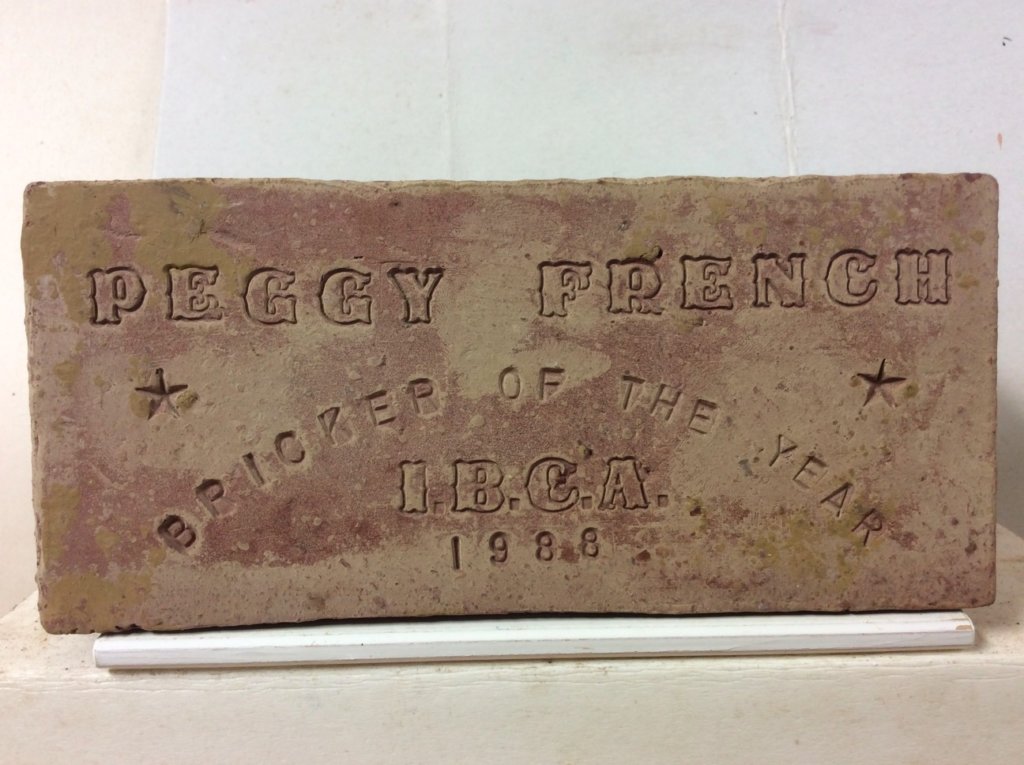 PEGGY FRENCH
BRICKER OF THE YEAR
I.B.C.A.
1988